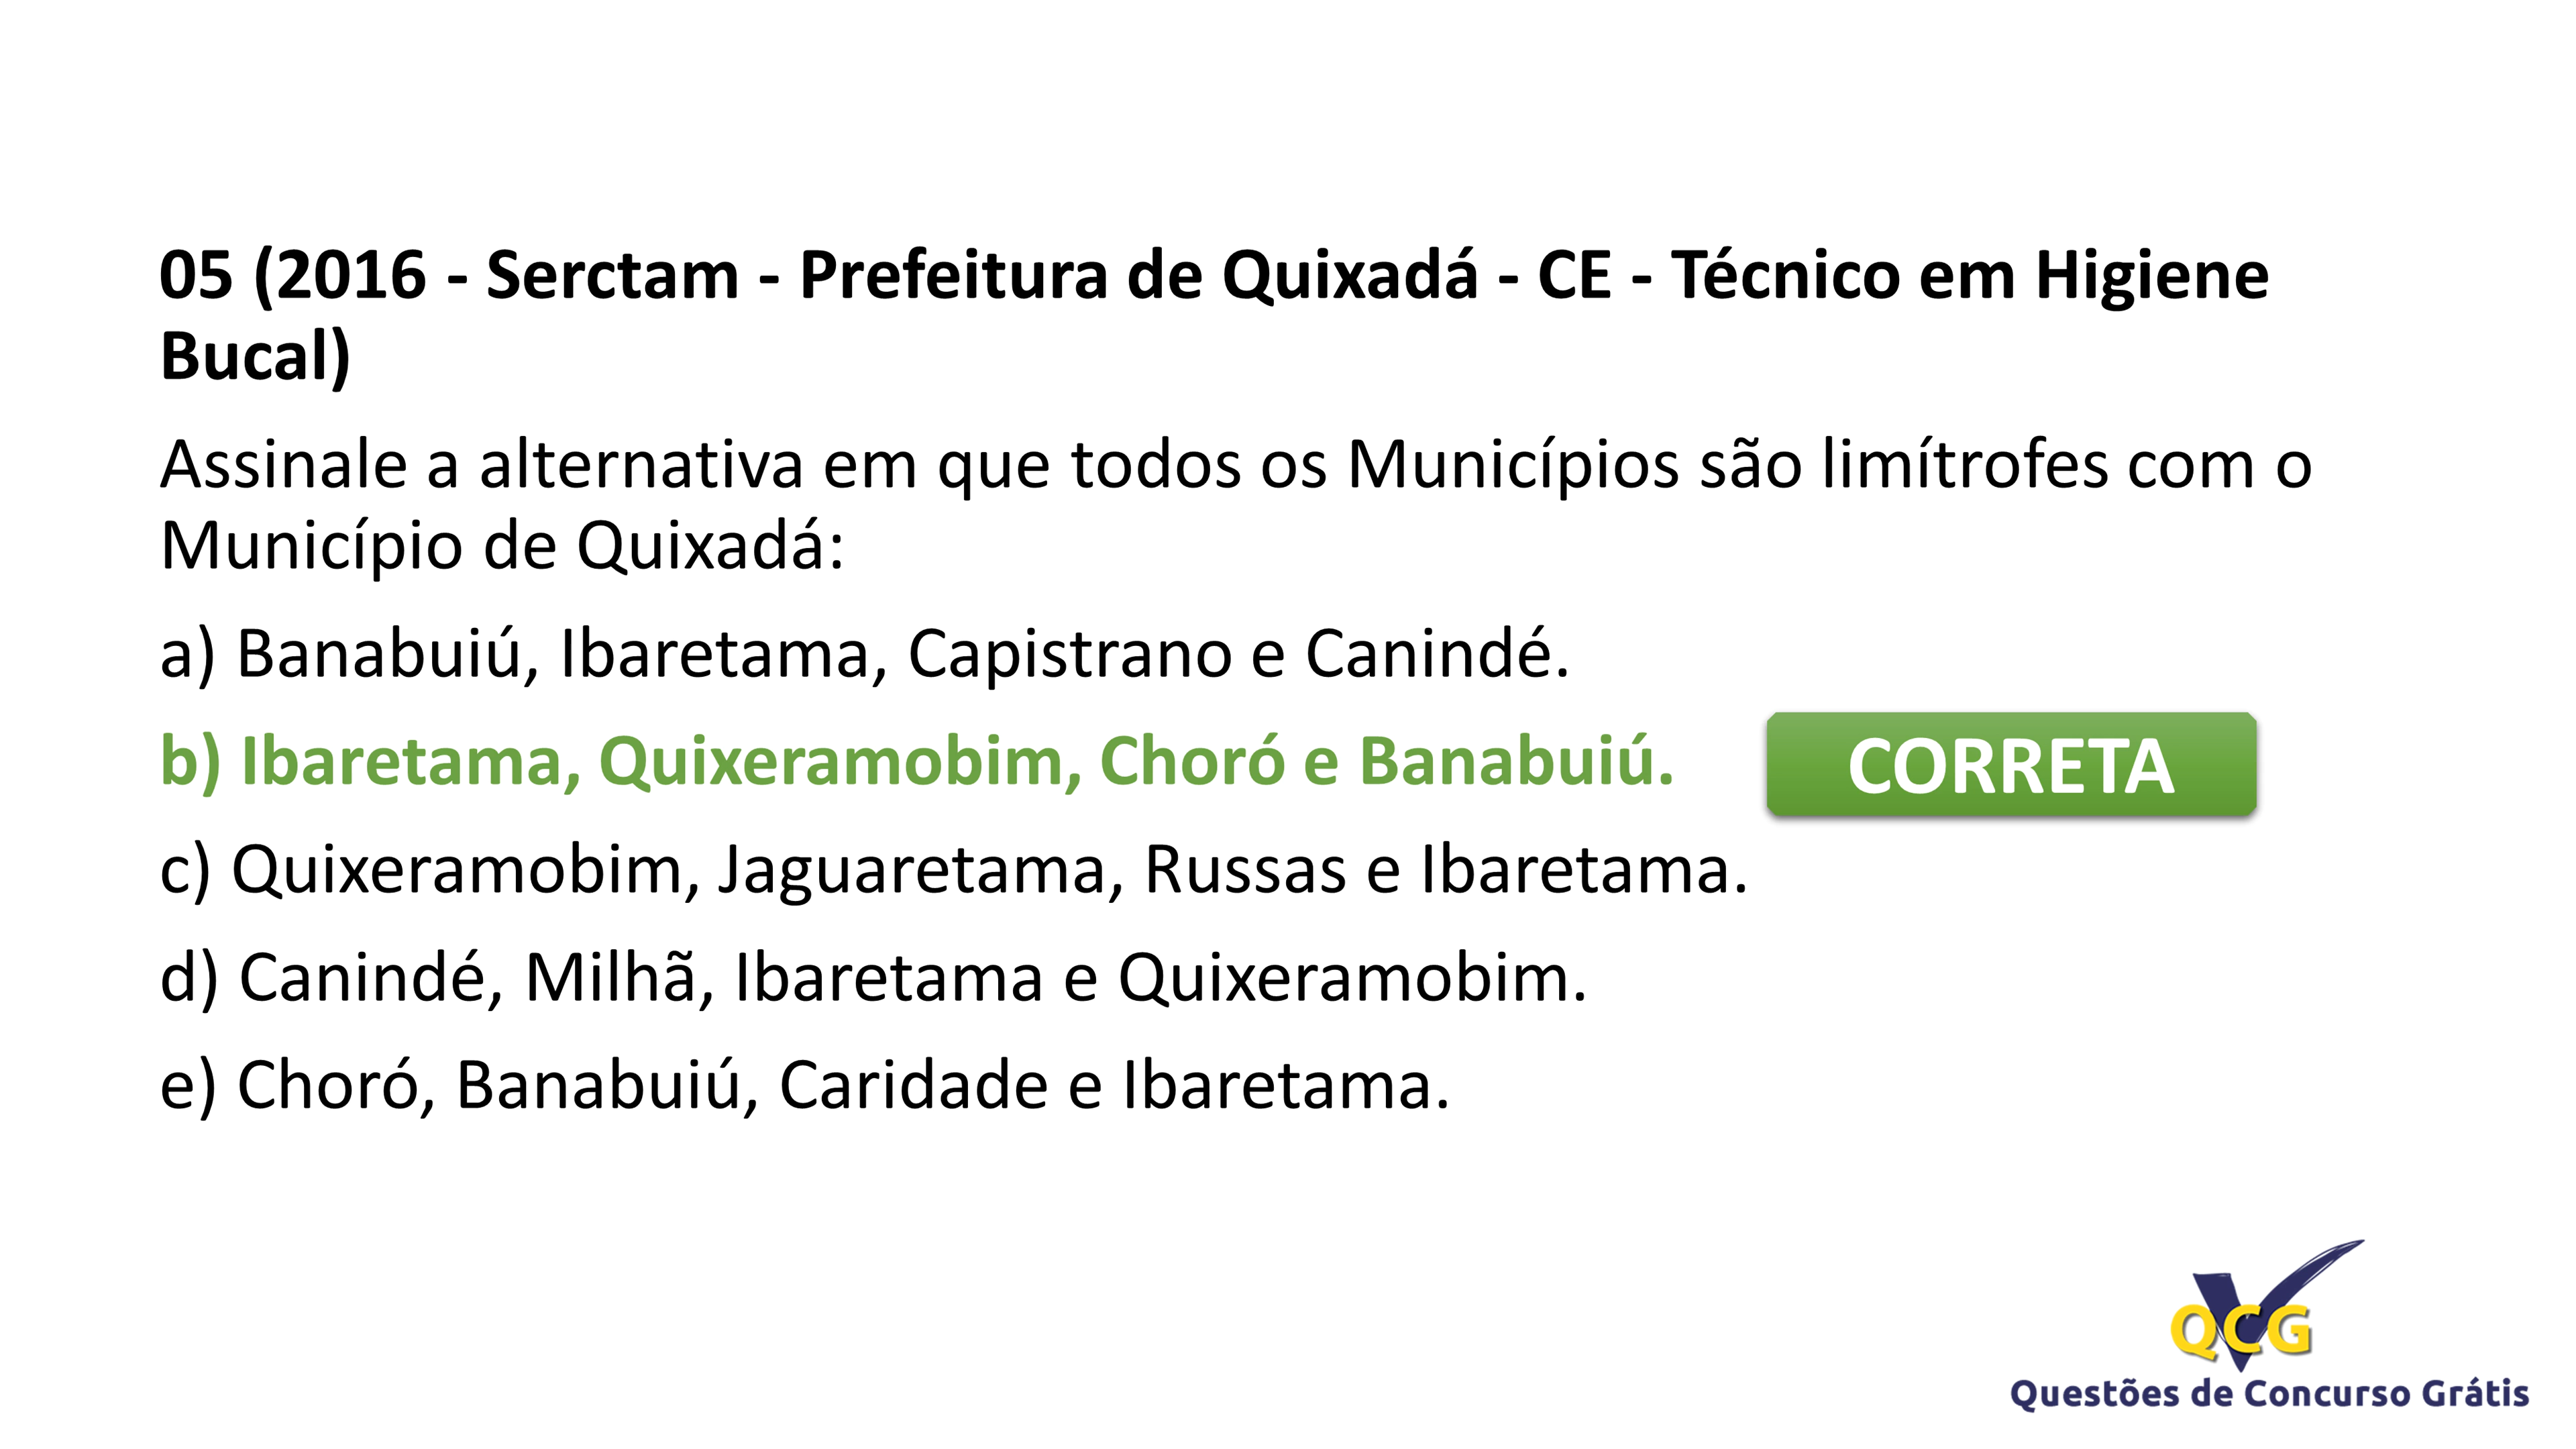 05 (2016 - Serctam - Prefeitura de Quixadá - CE - Técnico em Higiene
Bucal)
Assinale a alternativa em que todos os Municípios são limítrofes com o
Município de Quixadá:
a) Banabuiú, Ibaretama, Capistrano e Canindé.
b) Ibaretama, Quixeramobim, Choró e Banabuiú.
CORRETA
c) Quixeramobim, Jaguaretama, Russas e Ibaretama.
d) Canindé, Milhã, Ibaretama e Quixeramobim.
e) Choró, Banabuiú, Caridade e Ibaretama.
QCG
Questões de Concurso Grátis